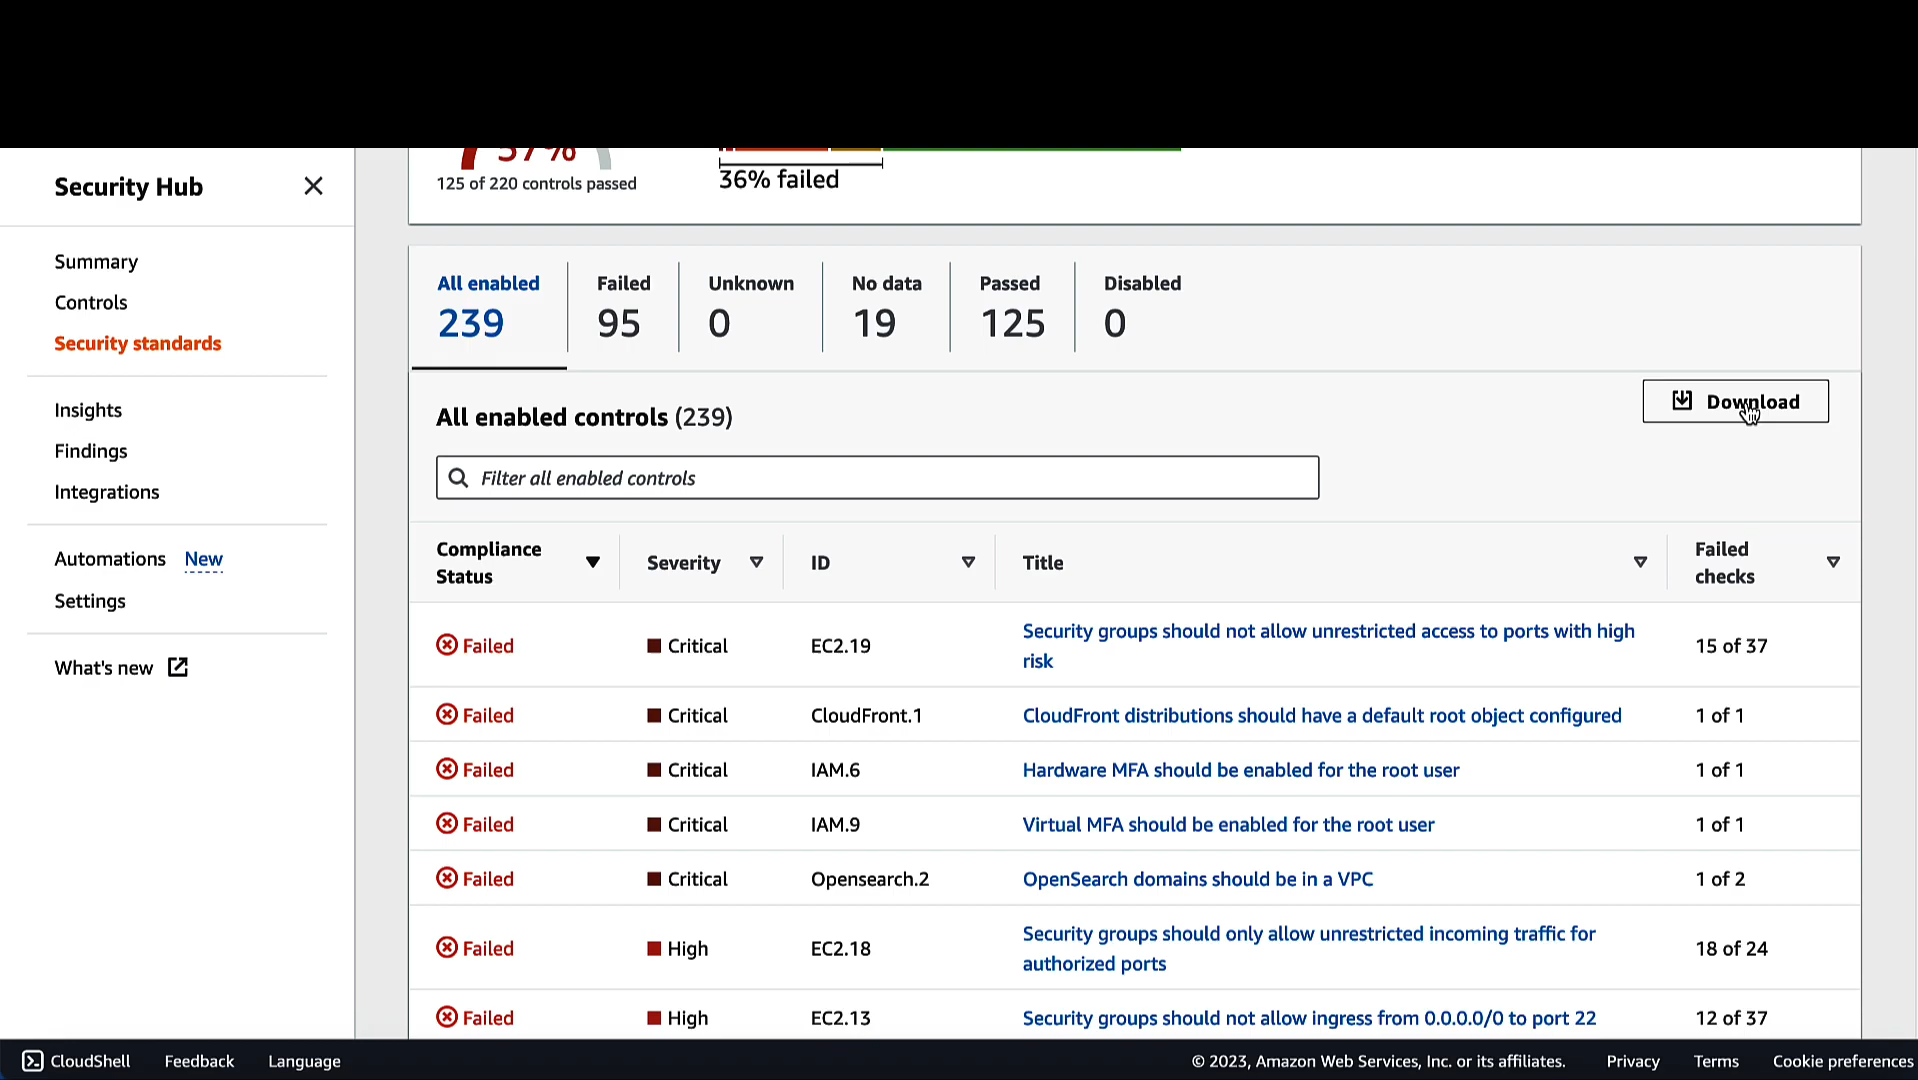 57%
125 of 220 controls passed
36% failed
Security Hub
Summary
Controls
Security standards
Insights
Findings
Integrations
Automations New
Settings
What's new
All enabled Failed Unknown No data Passed Disabled
239 95 0 19 125 0
All enabled controls (239)
Download
Filter all enabled controls
Compliance Status Severity ID Title Failed checks
Failed Critical EC2.19 Security groups should not allow unrestricted access to ports with high risk 15 of 37
Failed Critical CloudFront.1 CloudFront distributions should have a default root object configured 1 of 1
Failed Critical IAM.6 Hardware MFA should be enabled for the root user 1 of 1
Failed Critical IAM.9 Virtual MFA should be enabled for the root user 1 of 1
Failed Critical Opensearch.2 OpenSearch domains should be in a VPC 1 of 2
Failed High EC2.18 Security groups should only allow unrestricted incoming traffic for authorized ports 18 of 24
Failed High EC2.13 Security groups should not allow ingress from 0.0.0.0/0 to port 22 12 of 37
CloudShell Feedback Language © 2023, Amazon Web Services, Inc. or its affiliates. Privacy Terms Cookie preferences